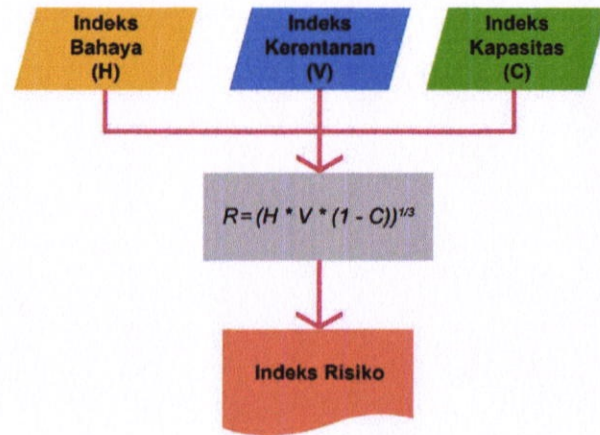 Indeks
Bahaya
(H)
Indeks
Kerentanan
(V)
Indeks
Kapasitas
(C)
R=(H * V * (1 - C))^1/3
Indeks Risiko